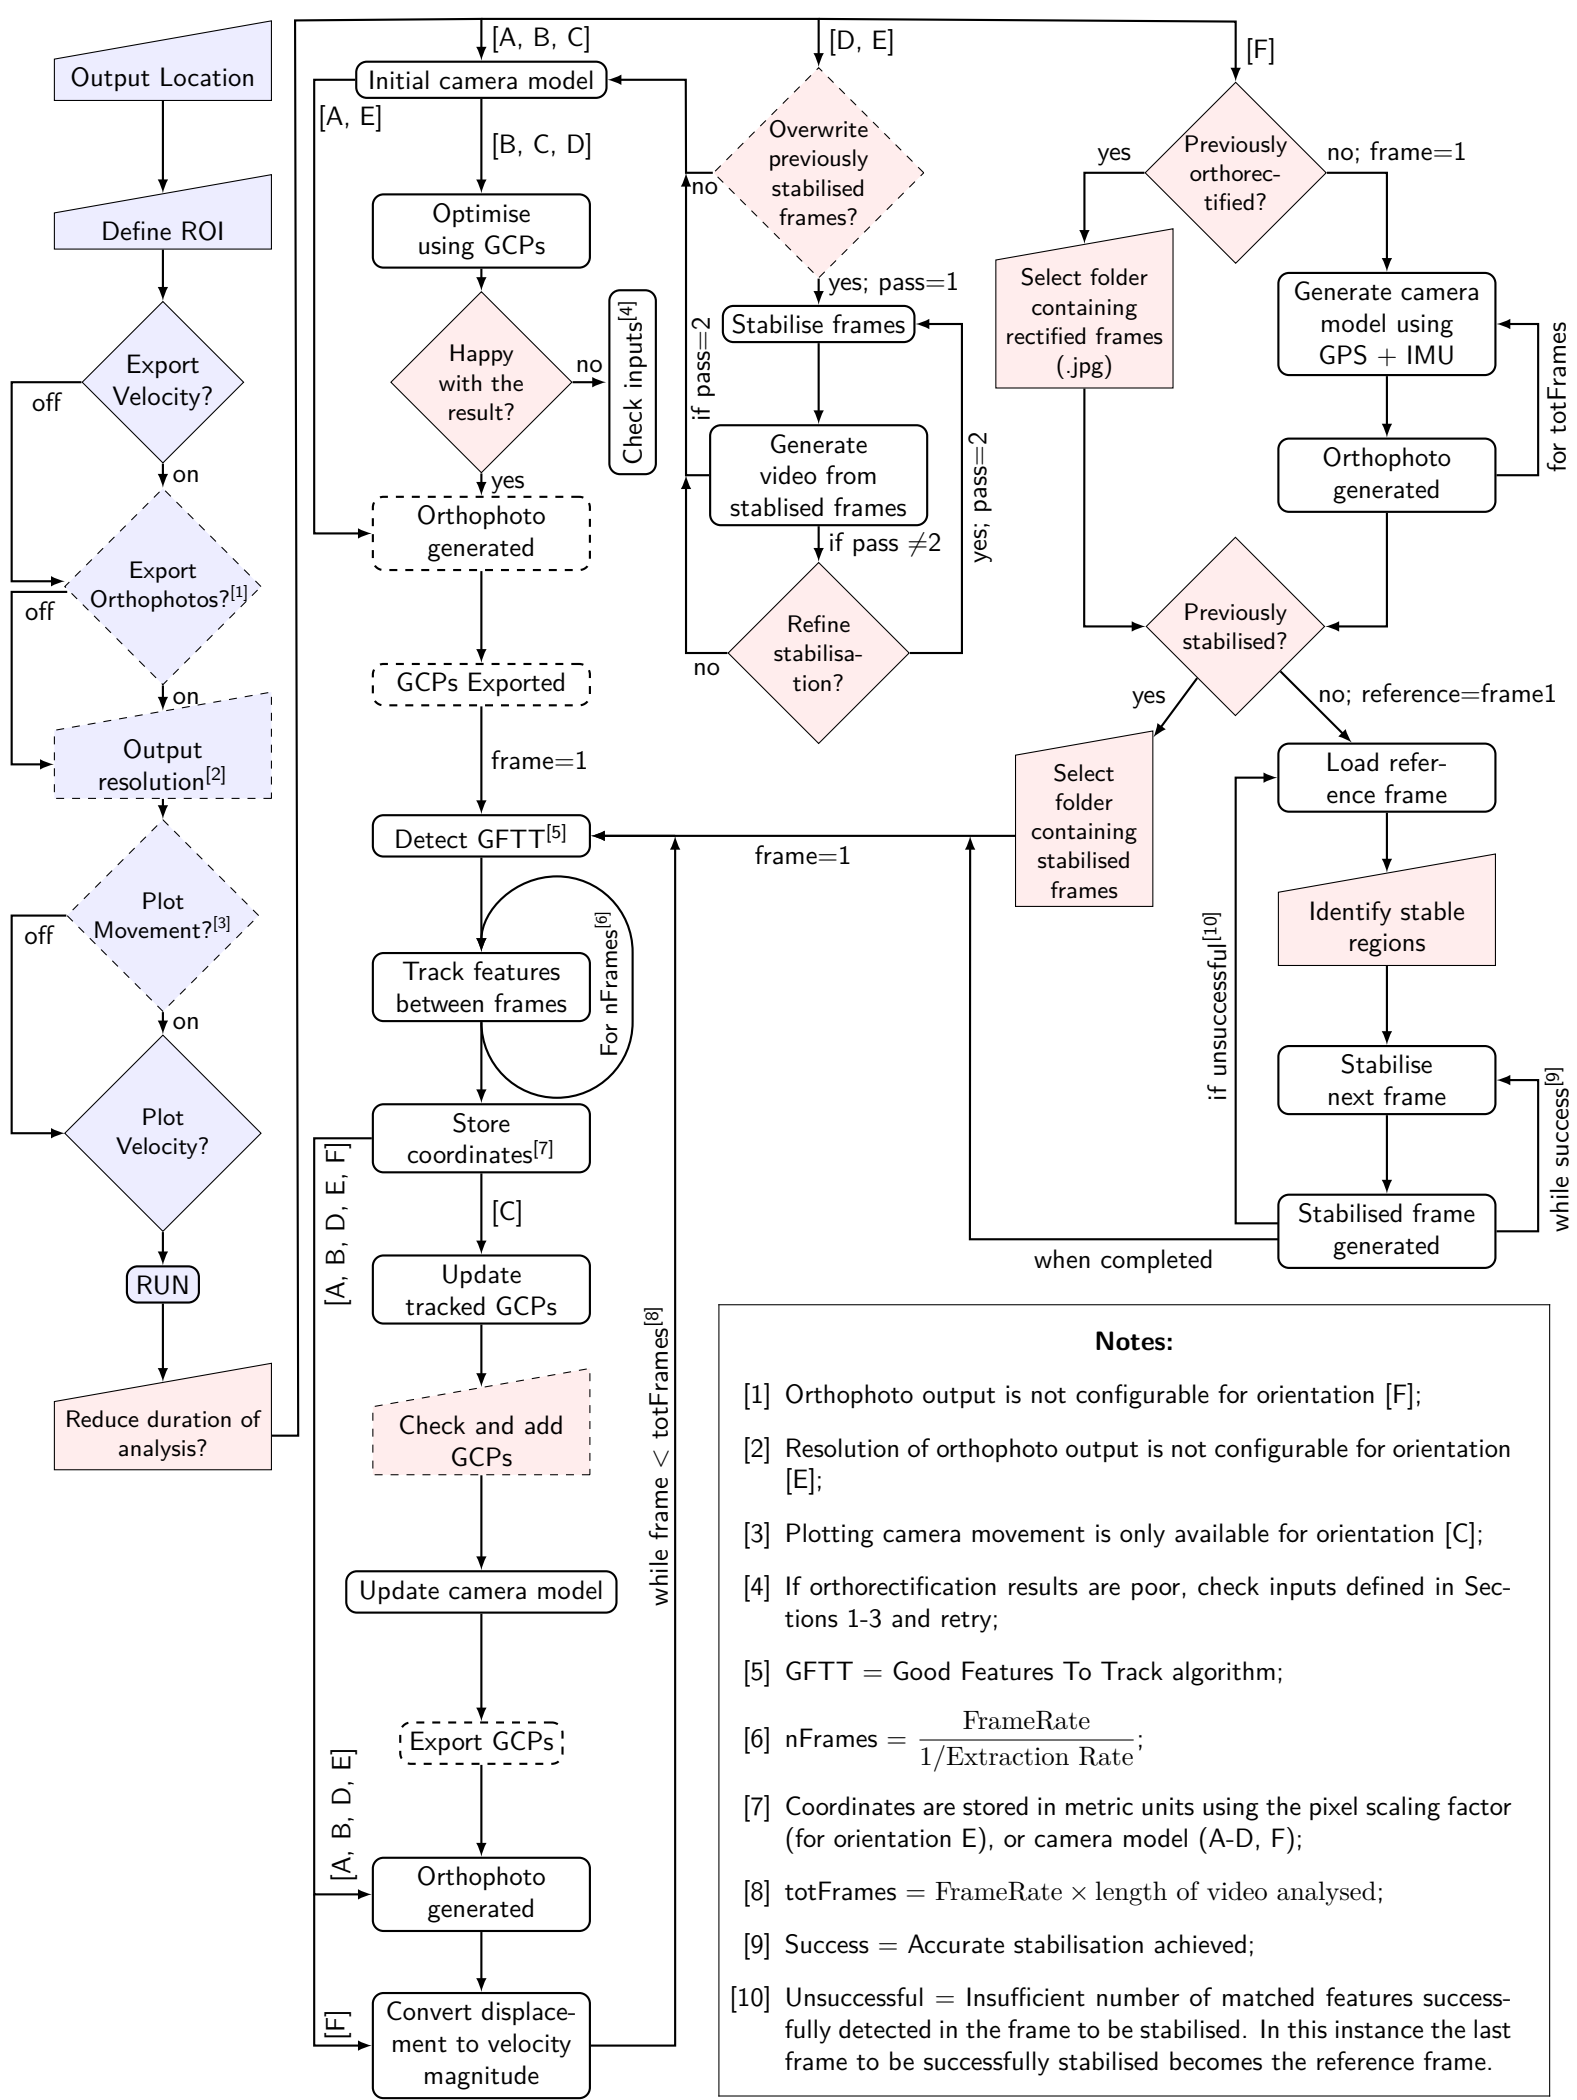 Output Location
Define ROI
Export
Velocity?
off
on
Export
Orthophotos?[1]
off
on
Output
resolution[2]
Plot
Movement?[3]
off
on
Plot
Velocity?
RUN
Reduce duration of
analysis?
[A, B, C]
Initial camera model
[A, E]
[B, C, D]
Optimise
using GCPs
Happy
with the
result?
no
Check inputs[4]
yes
Orthophoto
generated
GCPs Exported
frame=1
Detect GFTT[5]
Track features
between frames
For nFrames[6]
Store
coordinates[7]
[A, B, D, E, F]
[C]
Update
tracked GCPs
Check and add
GCPs
Update camera model
Export GCPs
[A, B, D, E]
Orthophoto
generated
[F]
Convert displace-
ment to velocity
magnitude
while frame < totFrames[8]
[D, E]
Overwrite
previously
stabilised
frames?
no
yes; pass=1
Stabilise frames
if pass=2
Generate
video from
stablised frames
if pass ≠2
yes; pass=2
Refine
stabilisa-
tion?
no
[F]
Previously
orthorec-
tified?
yes
no; frame=1
Select folder
containing
rectified frames
(.jpg)
Generate camera
model using
GPS + IMU
for totFrames
Orthophoto
generated
Previously
stabilised?
yes
no; reference=frame1
Select
folder
containing
stabilised
frames
frame=1
Load refer-
ence frame
Identify stable
regions
if unsuccessful[10]
Stabilise
next frame
while success[9]
Stabilised frame
generated
when completed
Notes:
[1] Orthophoto output is not configurable for orientation [F];
[2] Resolution of orthophoto output is not configurable for orientation
[E];
[3] Plotting camera movement is only available for orientation [C];
[4] If orthorectification results are poor, check inputs defined in Sec-
tions 1-3 and retry;
[5] GFTT = Good Features To Track algorithm;
[6] nFrames = FrameRate
1/Extraction Rate;
[7] Coordinates are stored in metric units using the pixel scaling factor
(for orientation E), or camera model (A-D, F);
[8] totFrames = FrameRate × length of video analysed;
[9] Success = Accurate stabilisation achieved;
[10] Unsuccessful = Insufficient number of matched features success-
fully detected in the frame to be stabilised. In this instance the last
frame to be successfully stabilised becomes the reference frame.